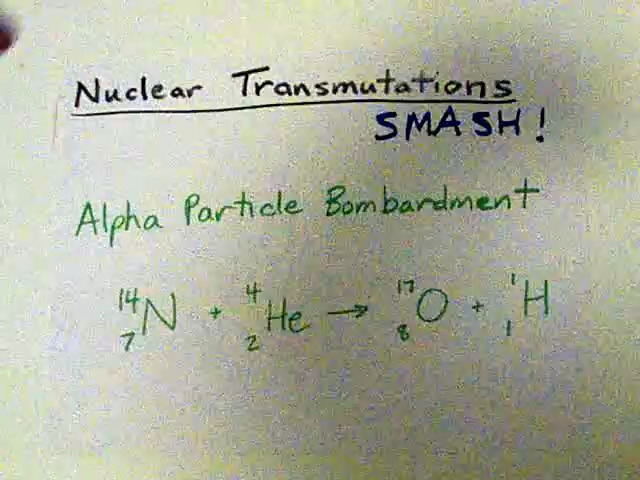 Nuclear Transmutations
SMASH!
Alpha Particle Bombardment
¹⁴₇N + ⁴₂He → ¹⁷₈O + ¹₁H